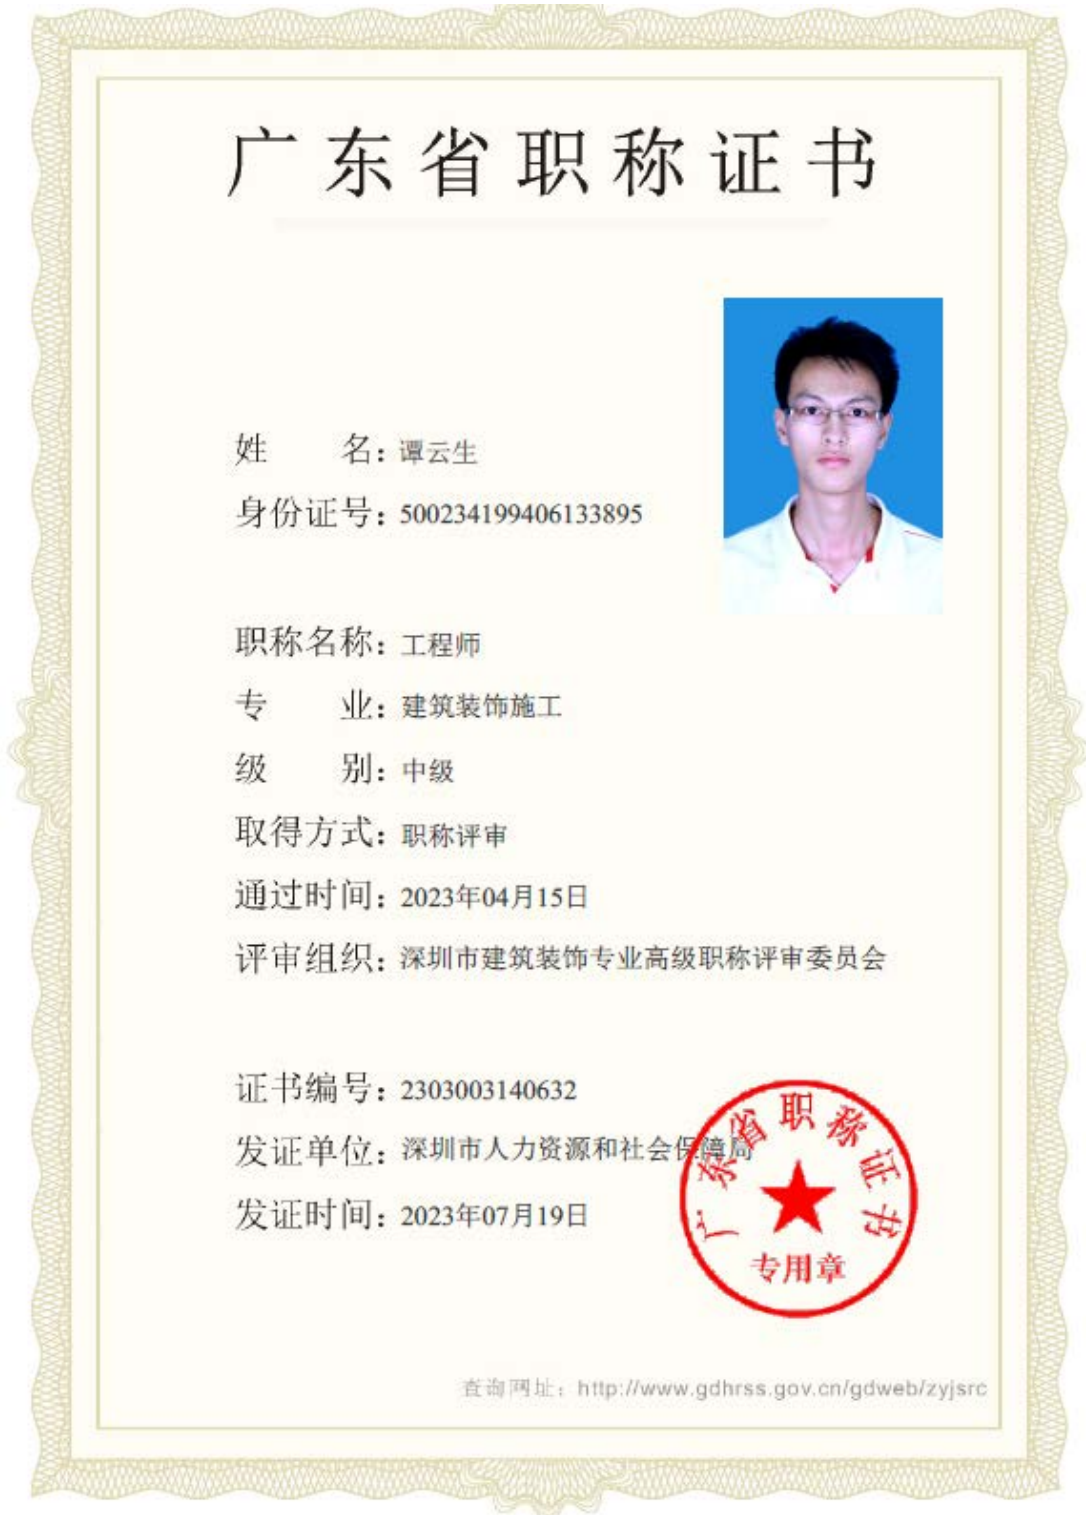 广东省职称证书
姓 名：谭云生
身份证号：500234199406133895
职称名称：工程师
专 业：建筑装饰施工
级 别：中级
取得方式：职称评审
通过时间：2023年04月15日
评审组织：深圳市建筑装饰专业高级职称评审委员会
证书编号：2303003140632
发证单位：深圳市人力资源和社会保障局
发证时间：2023年07月19日
广东省职称证书
专用章
查询网址：http://www.gdhrss.gov.cn/gdweb/zyjsrc